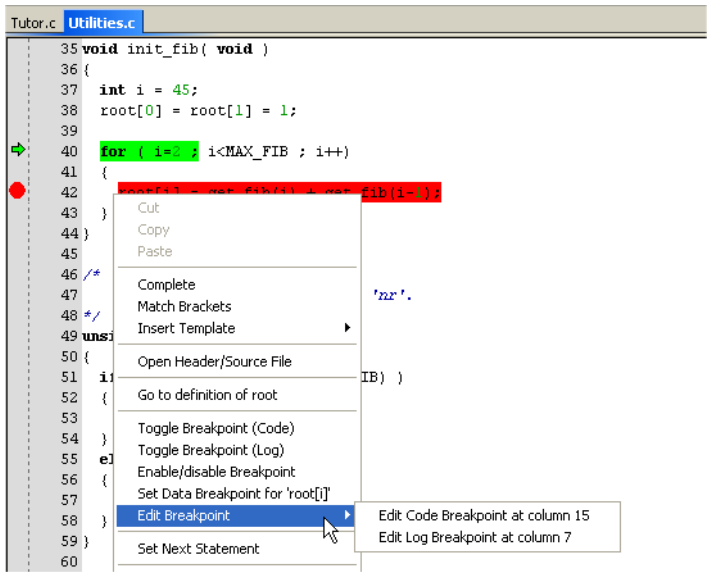 Tutor.c Utilities.c
35 void init_fib( void )
36 {
37 int i = 45;
38 root[0] = root[1] = 1;
39
40 for ( i=2 ; i<MAX_FIB ; i++)
41 {
42 root[i] = get_fib(i) + get_fib(i-1);
43 }
44 }
45
46 /*
47 'nr'.
48 */
49 unsi
50 {
51 if IB) )
52 {
53
54 }
55 el
56 {
57
58 }
59 }
60
Cut
Copy
Paste
Complete
Match Brackets
Insert Template
Open Header/Source File
Go to definition of root
Toggle Breakpoint (Code)
Toggle Breakpoint (Log)
Enable/disable Breakpoint
Set Data Breakpoint for 'root[i]'
Edit Breakpoint
Set Next Statement
Edit Code Breakpoint at column 15
Edit Log Breakpoint at column 7